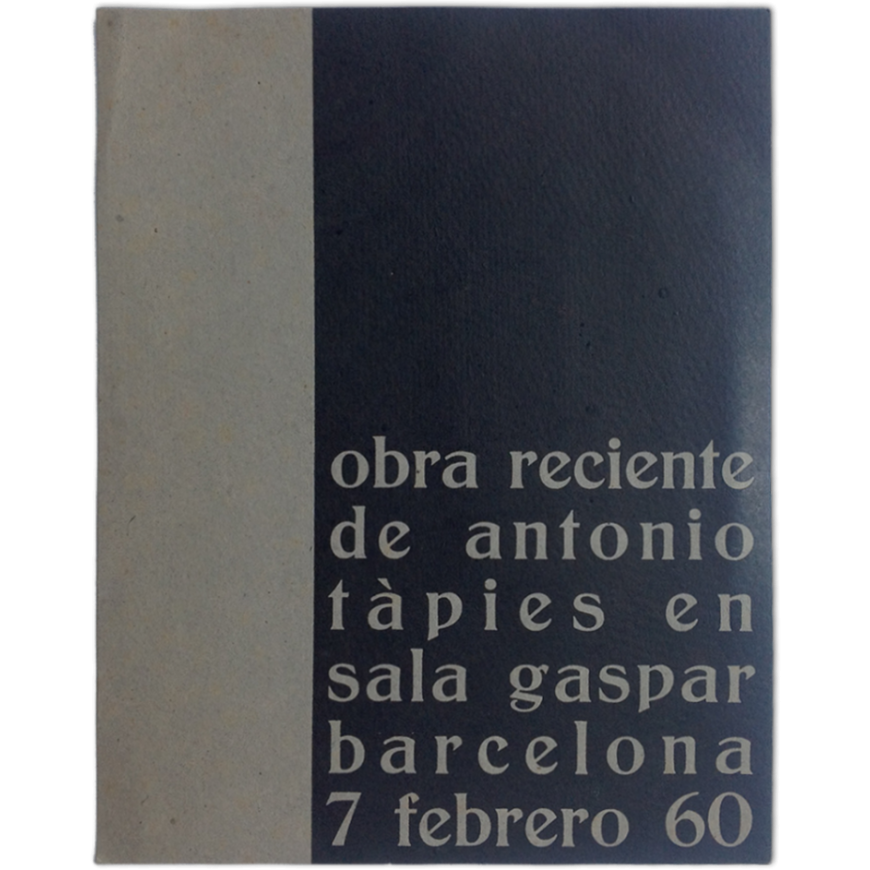 obra reciente
de antonio
tàpies en
sala gaspar
barcelona
7 febrero 60